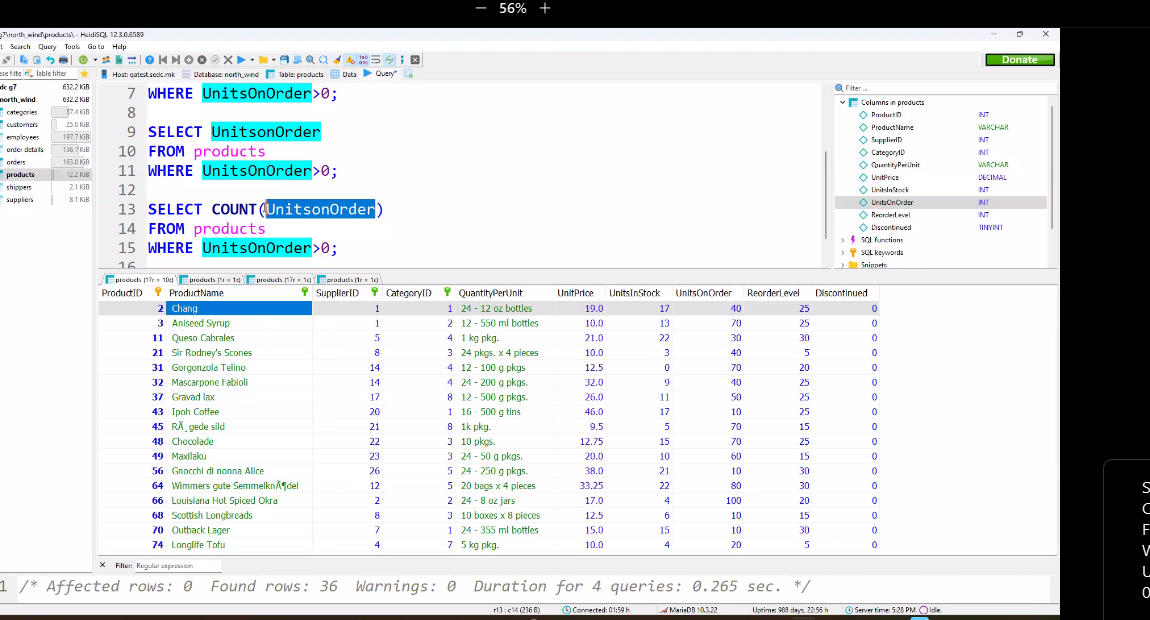 56%
g7\north_wind\products\ - HeidiSQL 12.3.0.6589
Search Query Tools Go to Help
Donate
Table filter
Host: qatest.sedc.mk Database: north_wind Table: products Data Query*
dc g7 632.2 KiB
north_wind 632.2 KiB
categories 87.4 KiB
customers 25.0 KiB
employees 197.7 KiB
order details 136.7 KiB
orders 163.0 KiB
products 12.2 KiB
shippers 2.1 KiB
suppliers 8.1 KiB
7 WHERE UnitsOnOrder>0;
8
9 SELECT UnitsonOrder
10 FROM products
11 WHERE UnitsOnOrder>0;
12
13 SELECT COUNT(UnitsonOrder)
14 FROM products
15 WHERE UnitsOnOrder>0;
16
Filter ...
Columns in products
ProductID INT
ProductName VARCHAR
SupplierID INT
CategoryID INT
QuantityPerUnit VARCHAR
UnitPrice DECIMAL
UnitsInStock INT
UnitsOnOrder INT
ReorderLevel INT
Discontinued TINYINT
SQL functions
SQL keywords
Snippets
products (17r × 10c) products (1r × 1c) products (17r × 1c) products (1r × 1c)
ProductID ProductName SupplierID CategoryID QuantityPerUnit UnitPrice UnitsInStock UnitsOnOrder ReorderLevel Discontinued
2 Chang 1 1 24 - 12 oz bottles 19.0 17 40 25 0
3 Aniseed Syrup 1 2 12 - 550 ml bottles 10.0 13 70 25 0
11 Queso Cabrales 5 4 1 kg pkg. 21.0 22 30 30 0
21 Sir Rodney's Scones 8 3 24 pkgs. x 4 pieces 10.0 3 40 5 0
31 Gorgonzola Telino 14 4 12 - 100 g pkgs 12.5 0 70 20 0
32 Mascarpone Fabioli 14 4 24 - 200 g pkgs. 32.0 9 40 25 0
37 Gravad lax 17 8 12 - 500 g pkgs. 26.0 11 50 25 0
43 Ipoh Coffee 20 1 16 - 500 g tins 46.0 17 10 25 0
45 RÃ¸gede sild 21 8 1k pkg. 9.5 5 70 15 0
48 Chocolade 22 3 10 pkgs. 12.75 15 70 25 0
49 Maxilaku 23 3 24 - 50 g pkgs. 20.0 10 60 15 0
56 Gnocchi di nonna Alice 26 5 24 - 250 g pkgs. 38.0 21 10 30 0
64 Wimmers gute SemmelknÃ¶del 12 5 20 bags x 4 pieces 33.25 22 80 30 0
66 Louisiana Hot Spiced Okra 2 2 24 - 8 oz jars 17.0 4 100 20 0
68 Scottish Longbreads 8 3 10 boxes x 8 pieces 12.5 6 10 15 0
70 Outback Lager 7 1 24 - 355 ml bottles 15.0 15 10 30 0
74 Longlife Tofu 4 7 5 kg pkg. 10.0 4 20 5 0
Filter: Regular expression
1 /* Affected rows: 0 Found rows: 36 Warnings: 0 Duration for 4 queries: 0.265 sec. */
r13 : c14 (236 B) Connected: 01:59 h MariaDB 10.3.22 Uptime: 988 days, 22:56 h Server time: 5:28 PM Idle.